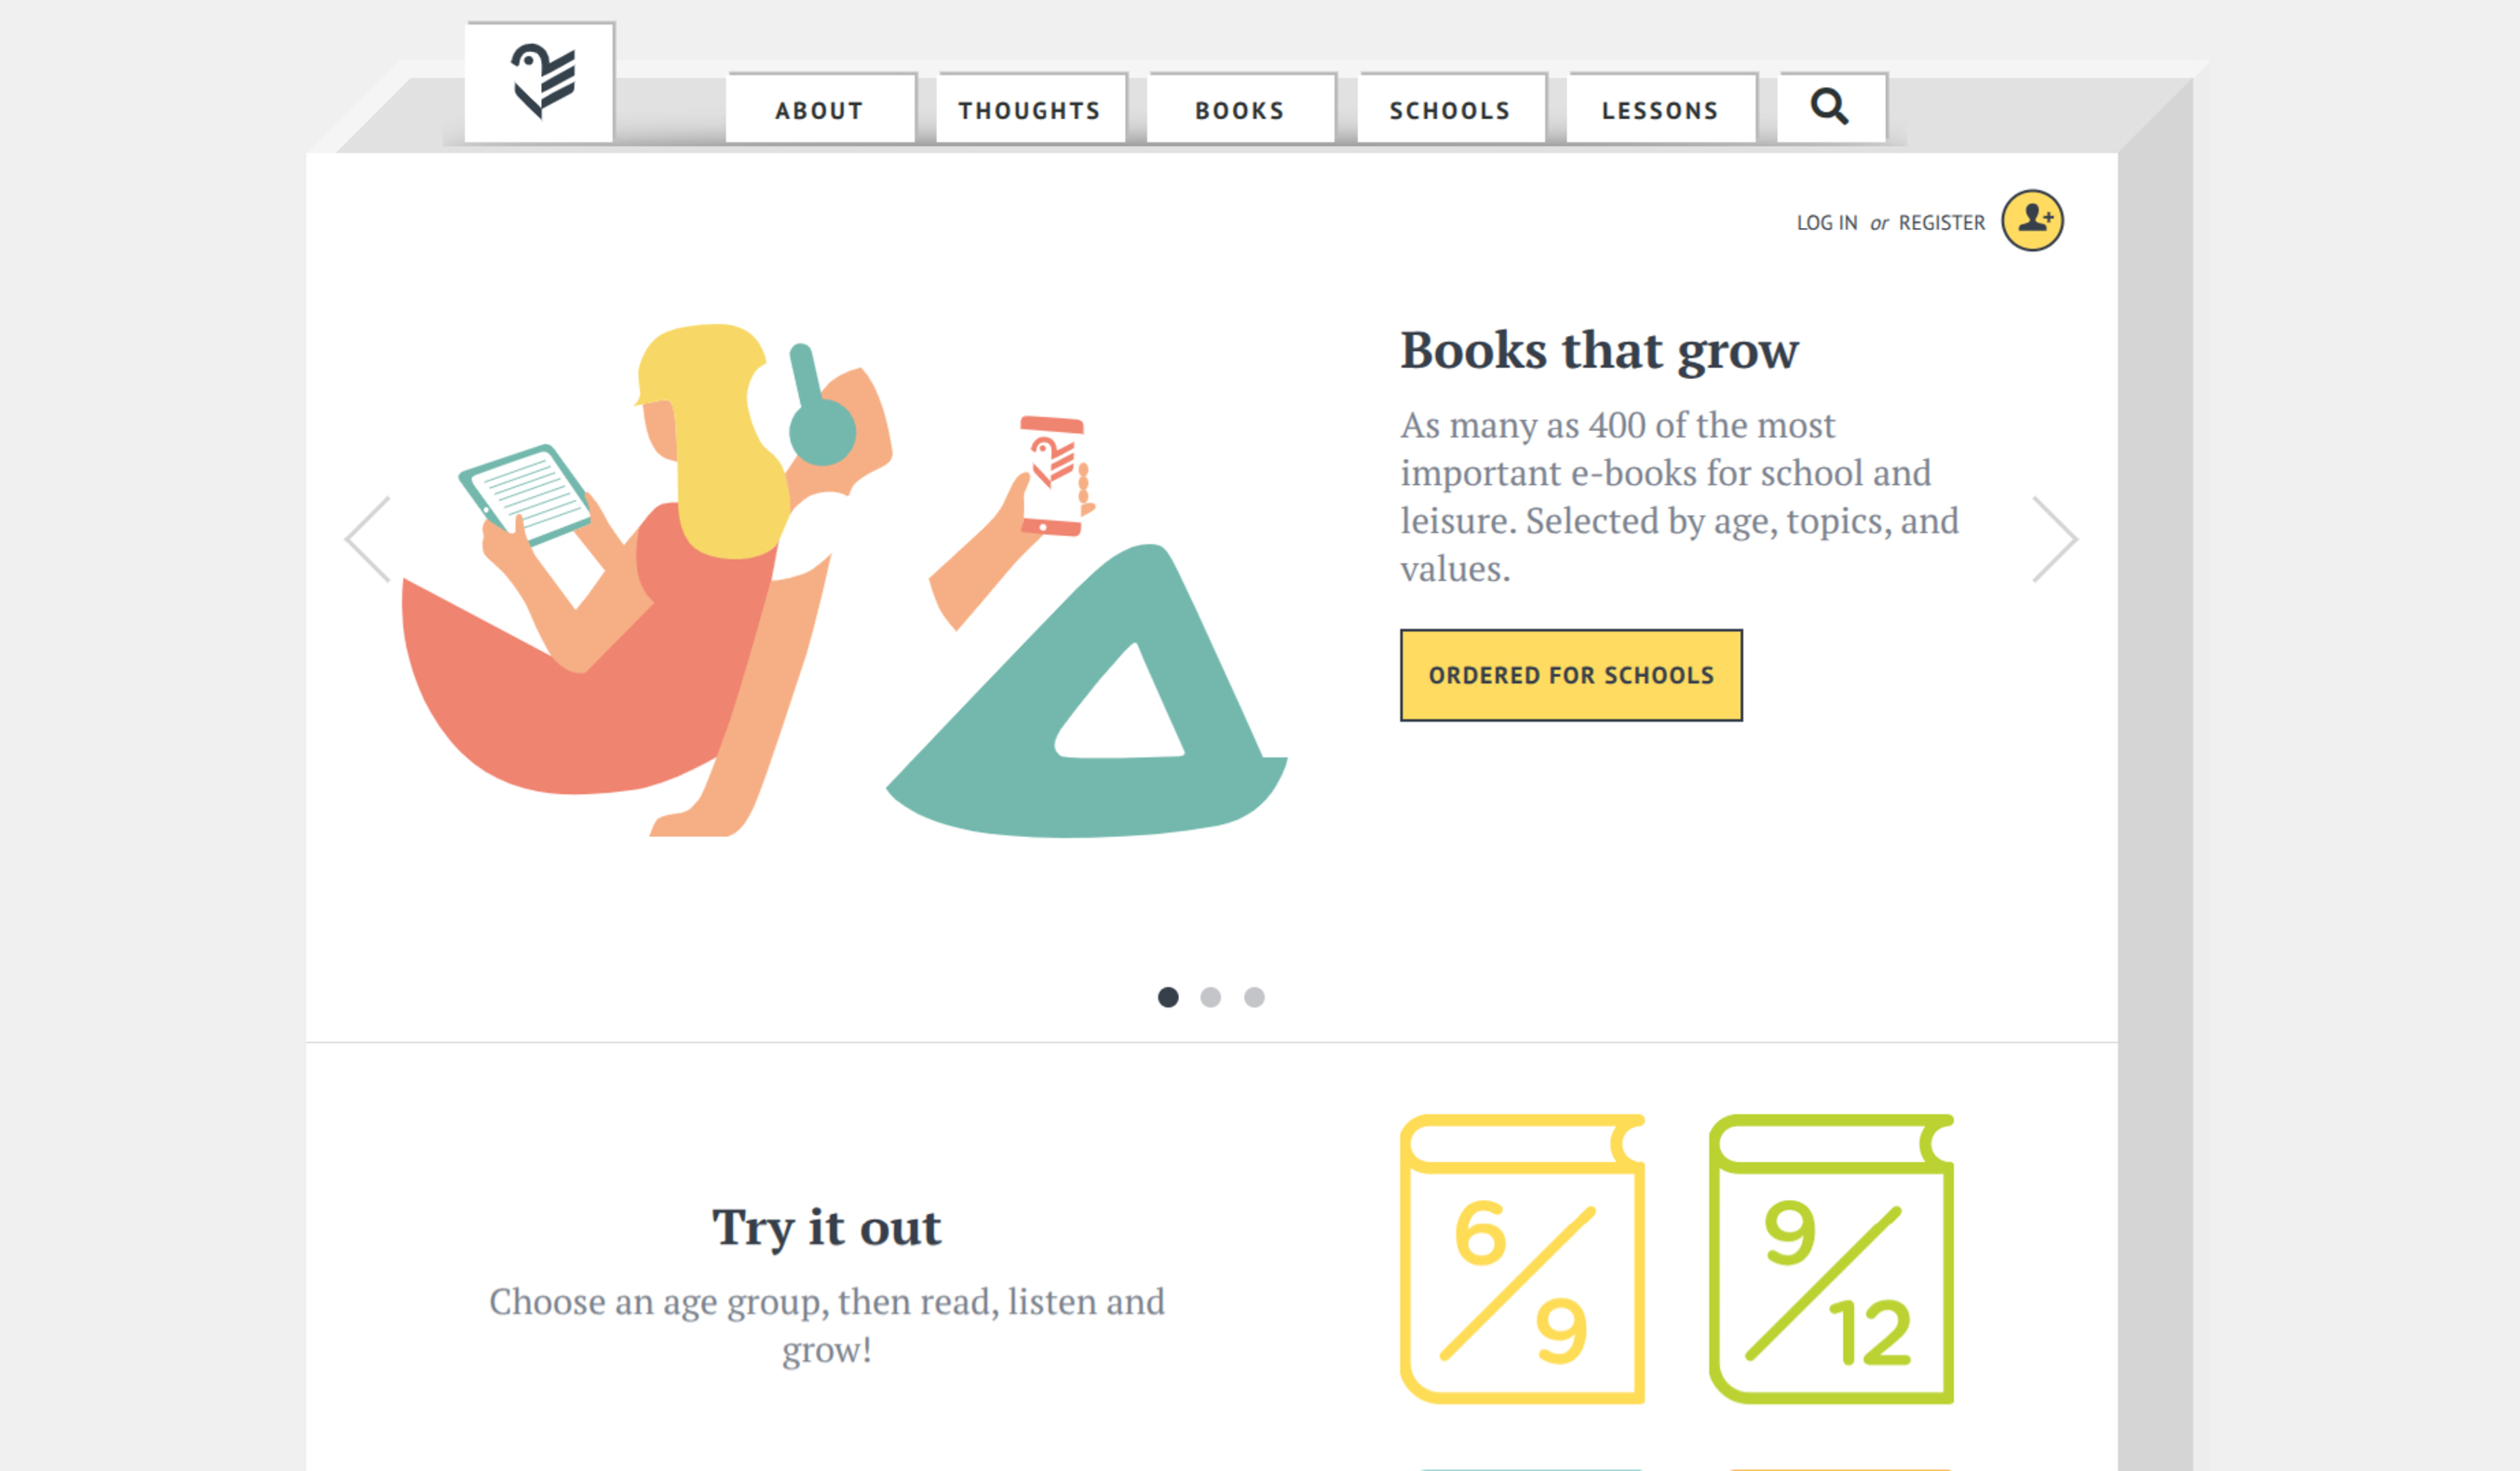 ABOUT
THOUGHTS
BOOKS
SCHOOLS
LESSONS
LOG IN or REGISTER
Books that grow
As many as 400 of the most
important e-books for school and
leisure. Selected by age, topics, and
values.
ORDERED FOR SCHOOLS
Try it out
Choose an age group, then read, listen and
grow!
6/9
9/12